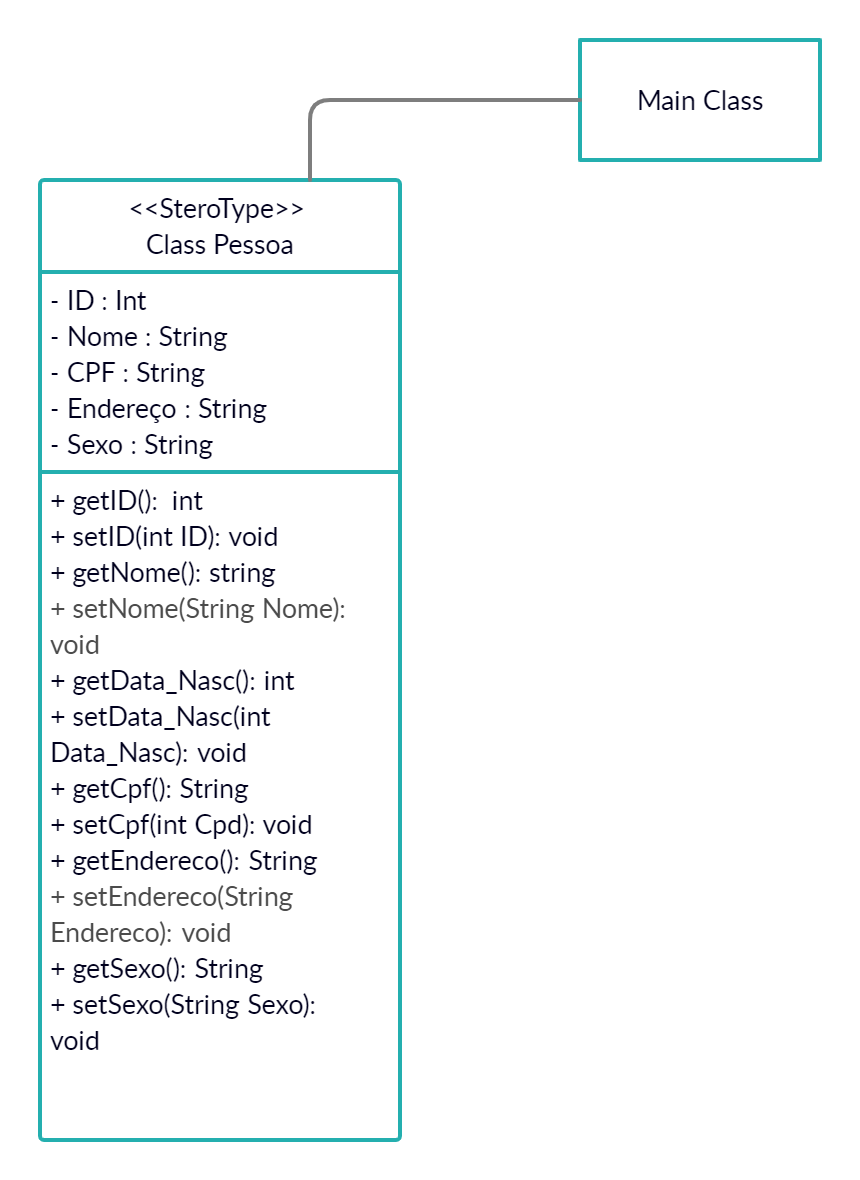 Main Class
<<SteroType>>
Class Pessoa
- ID : Int
- Nome : String
- CPF : String
- Endereço : String
- Sexo : String
+ getID():  int
+ setID(int ID): void
+ getNome(): string
+ setNome(String Nome):
void
+ getData_Nasc(): int
+ setData_Nasc(int
Data_Nasc): void
+ getCpf(): String
+ setCpf(int Cpd): void
+ getEndereco(): String
+ setEndereco(String
Endereco): void
+ getSexo(): String
+ setSexo(String Sexo):
void